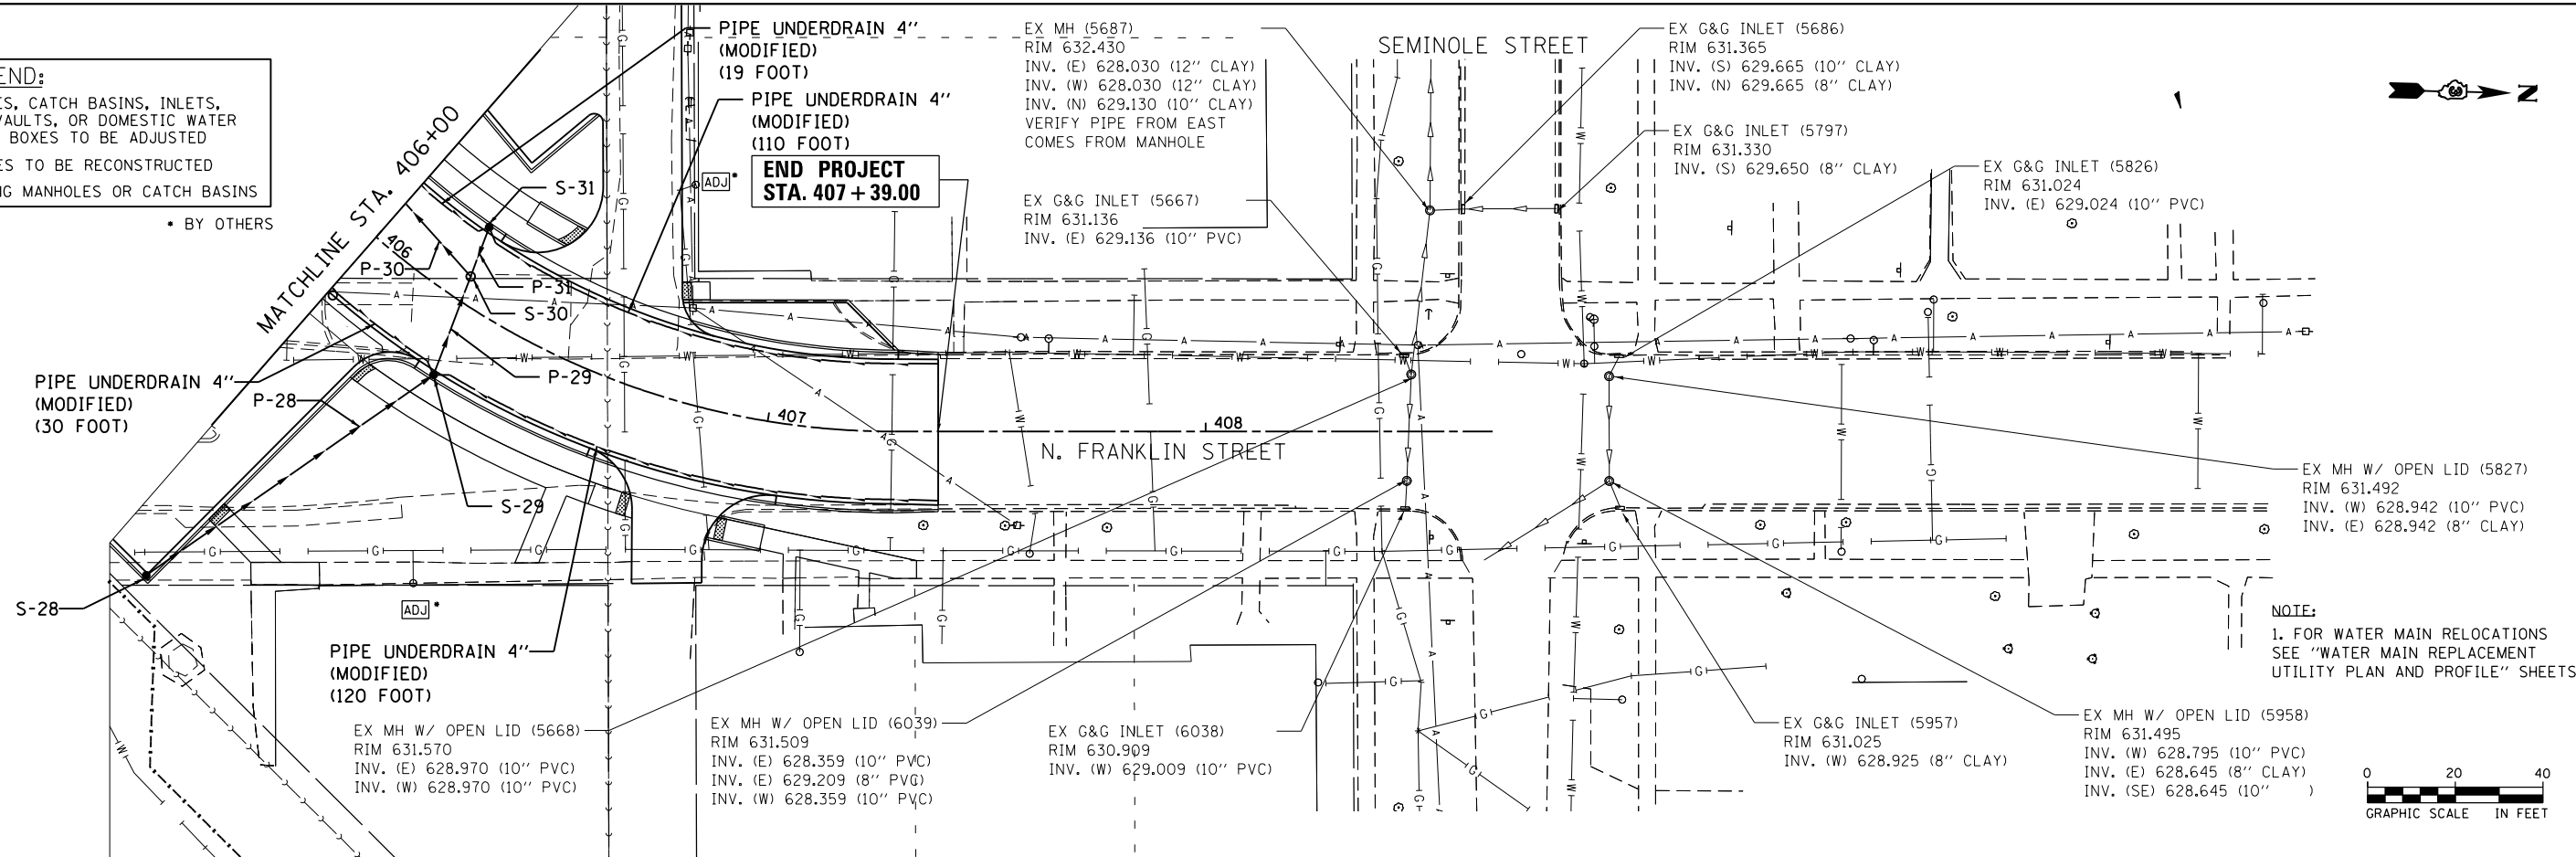 END:
ES, CATCH BASINS, INLETS,
VAULTS, OR DOMESTIC WATER
BOXES TO BE ADJUSTED
ES TO BE RECONSTRUCTED
NG MANHOLES OR CATCH BASINS
* BY OTHERS
MATCHLINE STA. 406+00
PIPE UNDERDRAIN 4"
(MODIFIED)
(19 FOOT)
PIPE UNDERDRAIN 4"
(MODIFIED)
(110 FOOT)
END PROJECT
STA. 407+39.00
ADJ *
S-31
P-30
406
P-31
S-30
P-29
P-28
S-29
S-28
PIPE UNDERDRAIN 4"
(MODIFIED)
(30 FOOT)
ADJ *
PIPE UNDERDRAIN 4"
(MODIFIED)
(120 FOOT)
EX MH (5687)
RIM 632.430
INV. (E) 628.030 (12" CLAY)
INV. (W) 628.030 (12" CLAY)
INV. (N) 629.130 (10" CLAY)
VERIFY PIPE FROM EAST
COMES FROM MANHOLE
EX G&G INLET (5667)
RIM 631.136
INV. (E) 629.136 (10" PVC)
SEMINOLE STREET
EX G&G INLET (5686)
RIM 631.365
INV. (S) 629.665 (10" CLAY)
INV. (N) 629.665 (8" CLAY)
EX G&G INLET (5797)
RIM 631.330
INV. (S) 629.650 (8" CLAY)
EX G&G INLET (5826)
RIM 631.024
INV. (E) 629.024 (10" PVC)
N
407
408
N. FRANKLIN STREET
EX MH W/ OPEN LID (5827)
RIM 631.492
INV. (W) 628.942 (10" PVC)
INV. (E) 628.942 (8" CLAY)
NOTE:
1. FOR WATER MAIN RELOCATIONS
SEE "WATER MAIN REPLACEMENT
UTILITY PLAN AND PROFILE" SHEETS
EX MH W/ OPEN LID (5668)
RIM 631.570
INV. (E) 628.970 (10" PVC)
INV. (W) 628.970 (10" PVC)
EX MH W/ OPEN LID (6039)
RIM 631.509
INV. (E) 628.359 (10" PVC)
INV. (E) 629.209 (8" PVC)
INV. (W) 628.359 (10" PVC)
EX G&G INLET (6038)
RIM 630.909
INV. (W) 629.009 (10" PVC)
EX G&G INLET (5957)
RIM 631.025
INV. (W) 628.925 (8" CLAY)
EX MH W/ OPEN LID (5958)
RIM 631.495
INV. (W) 628.795 (10" PVC)
INV. (E) 628.645 (8" CLAY)
INV. (SE) 628.645 (10" )
0 20 40
GRAPHIC SCALE IN FEET